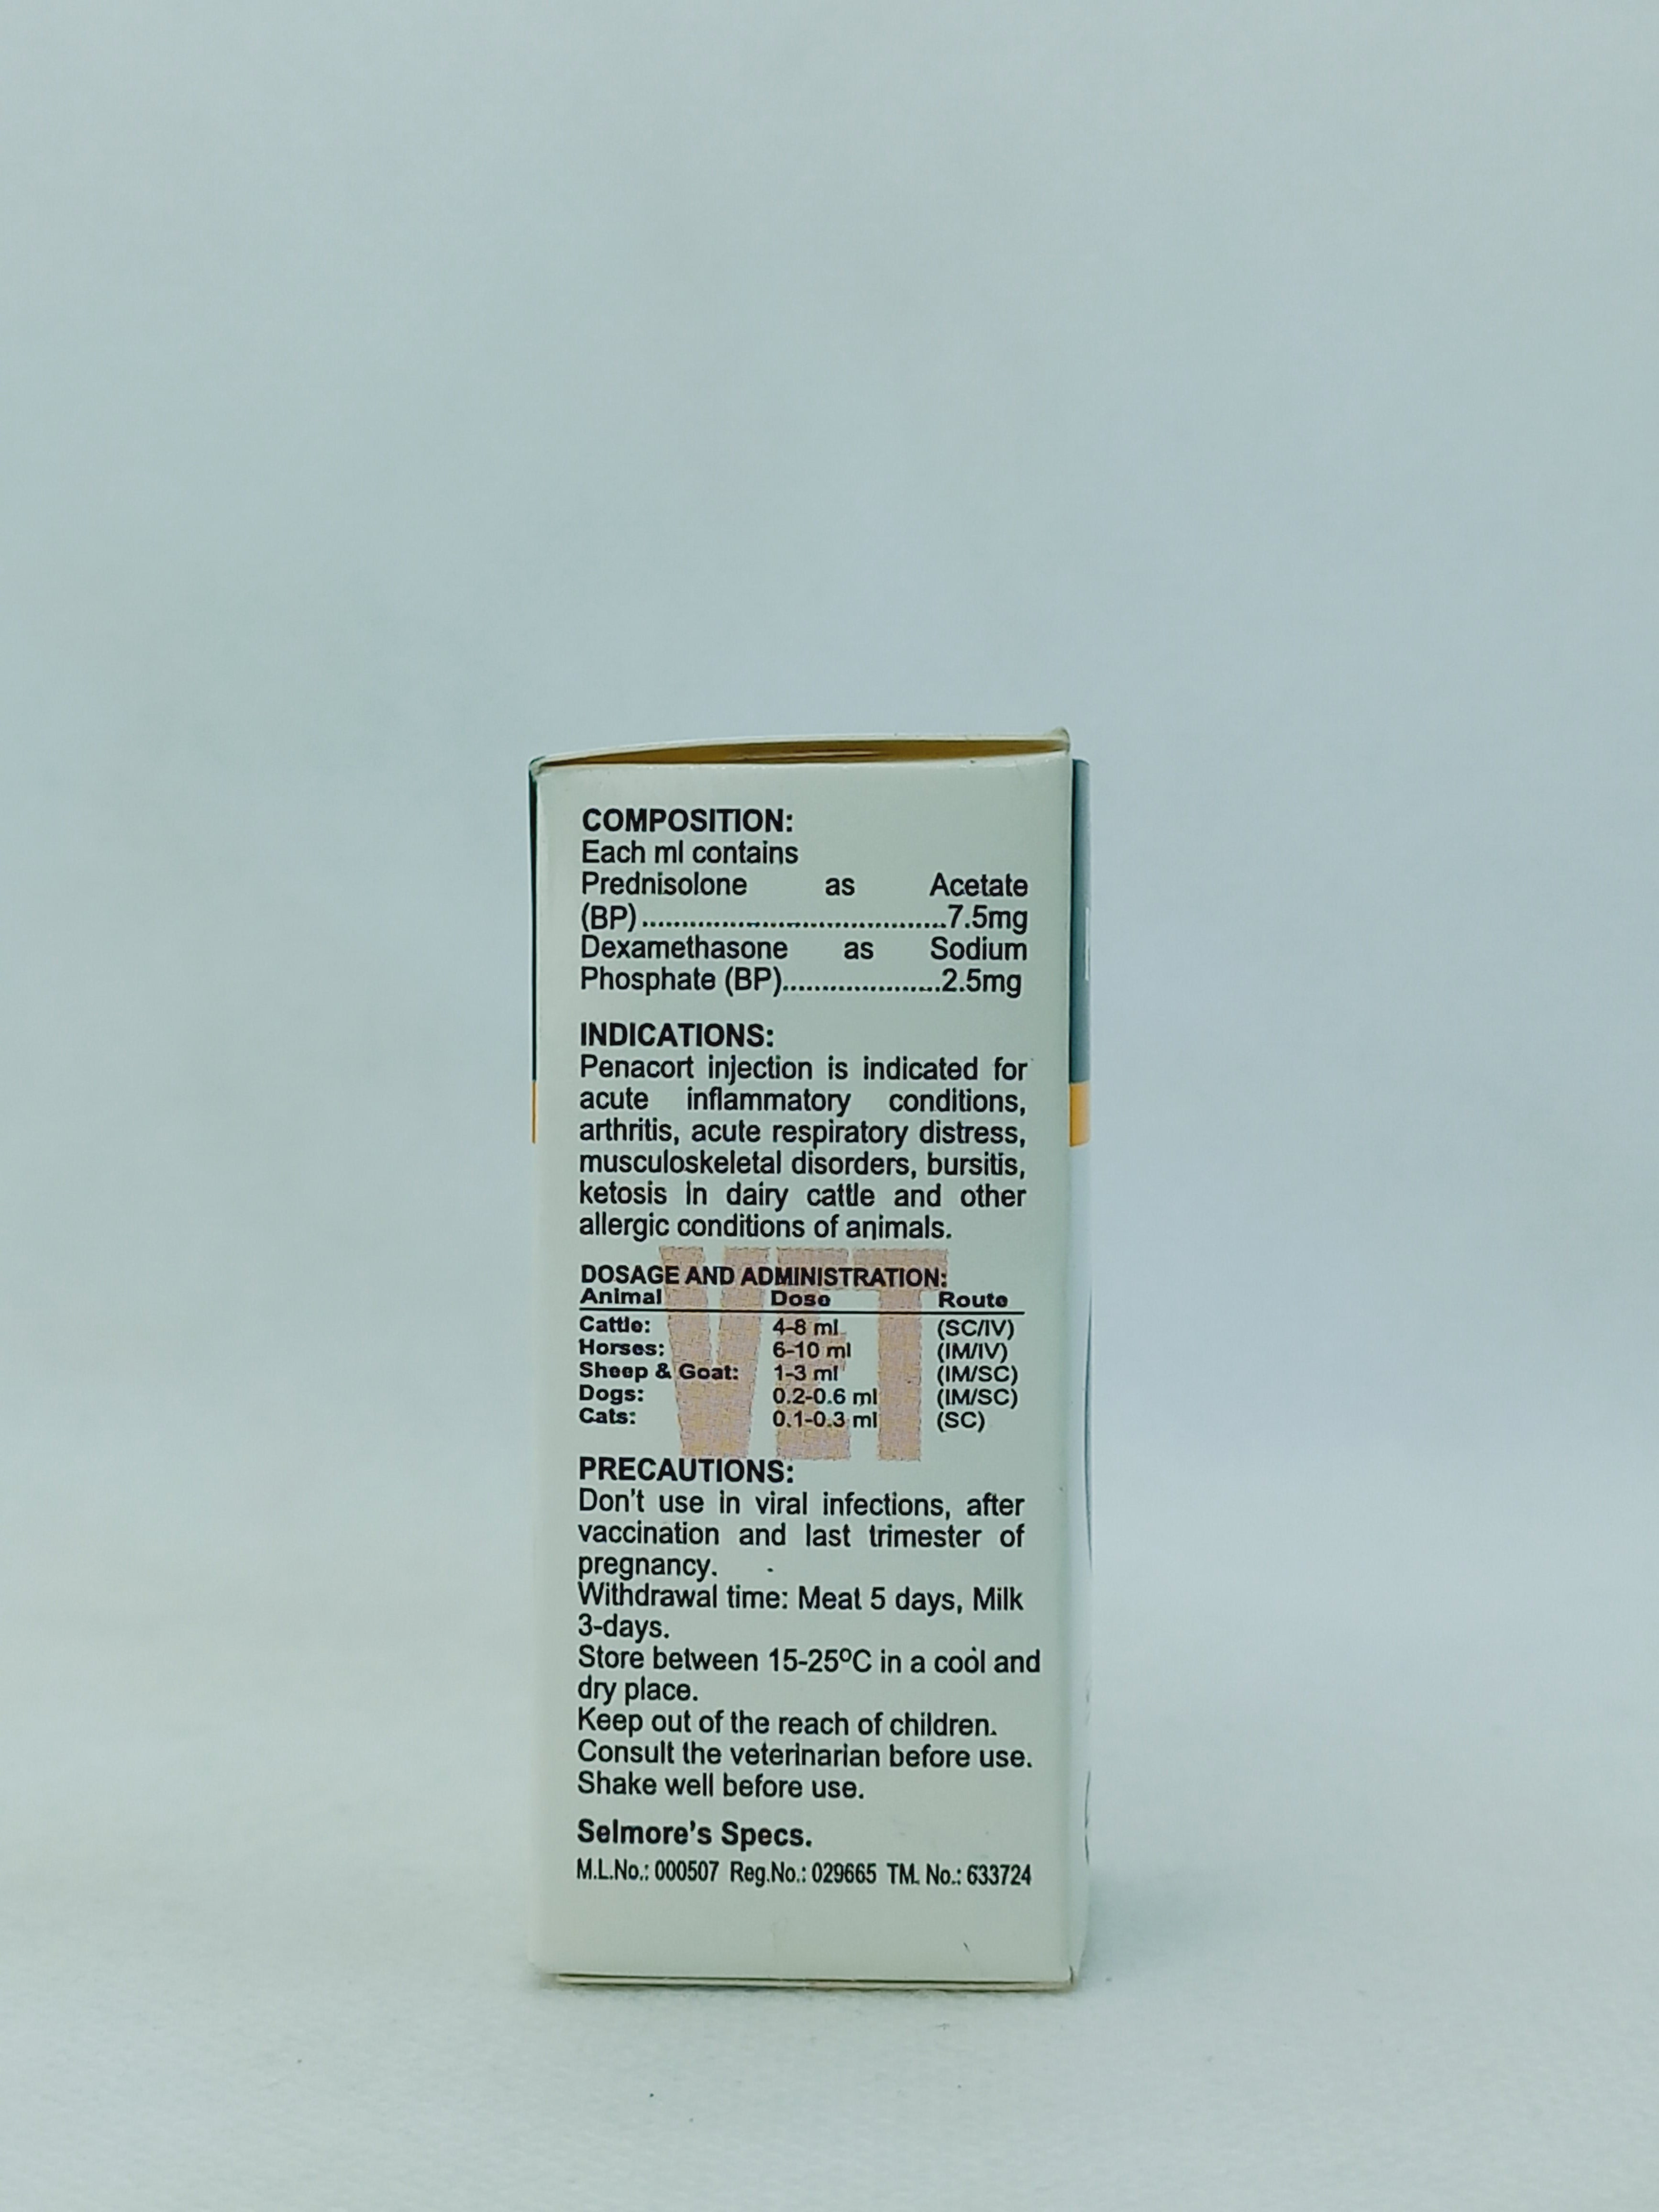 COMPOSITION:
Each ml contains
Prednisolone as Acetate
(BP)........................................7.5mg
Dexamethasone as Sodium
Phosphate (BP)....................2.5mg
INDICATIONS:
Penacort injection is indicated for
acute inflammatory conditions,
arthritis, acute respiratory distress,
musculoskeletal disorders, bursitis,
ketosis in dairy cattle and other
allergic conditions of animals.
VET
DOSAGE AND ADMINISTRATION:
Animal Dose Route
Cattle: 4-8 ml (SC/IV)
Horses: 6-10 ml (IM/IV)
Sheep & Goat: 1-3 ml (IM/SC)
Dogs: 0.2-0.6 ml (IM/SC)
Cats: 0.1-0.3 ml (SC)
PRECAUTIONS:
Don't use in viral infections, after
vaccination and last trimester of
pregnancy.
Withdrawal time: Meat 5 days, Milk
3-days.
Store between 15-25ºC in a cool and
dry place.
Keep out of the reach of children.
Consult the veterinarian before use.
Shake well before use.
Selmore's Specs.
M.L.No.: 000507 Reg.No.: 029665 TM. No.: 633724